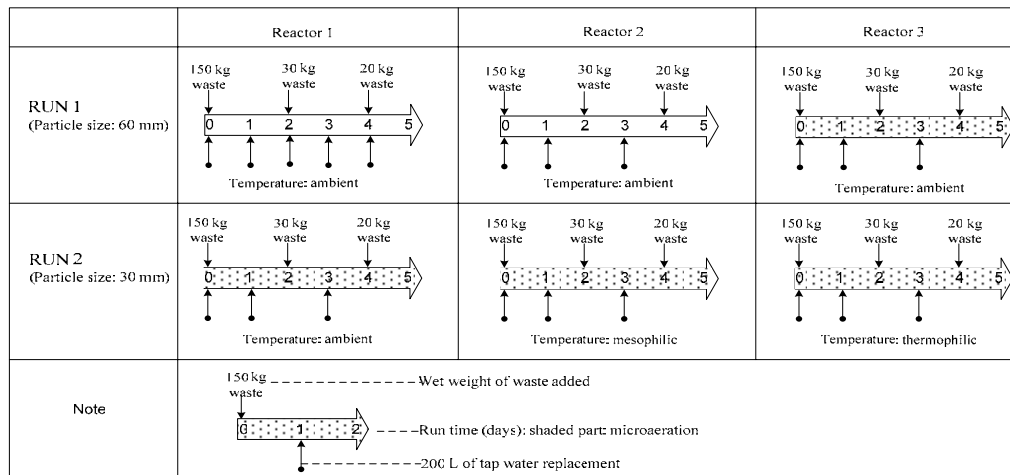 Reactor 1 Reactor 2 Reactor 3
RUN 1
(Particle size: 60 mm)
150 kg waste 30 kg waste 20 kg waste
0 1 2 3 4 5
Temperature: ambient
150 kg waste 30 kg waste 20 kg waste
0 1 2 3 4 5
Temperature: ambient
150 kg waste 30 kg waste 20 kg waste
0 1 2 3 4 5
Temperature: ambient
RUN 2
(Particle size: 30 mm)
150 kg waste 30 kg waste 20 kg waste
0 1 2 3 4 5
Temperature: ambient
150 kg waste 30 kg waste 20 kg waste
0 1 2 3 4 5
Temperature: mesophilic
150 kg waste 30 kg waste 20 kg waste
0 1 2 3 4 5
Temperature: thermophilic
Note
150 kg waste
Wet weight of waste added
0 1 2
Run time (days): shaded part: microaeration
200 L of tap water replacement